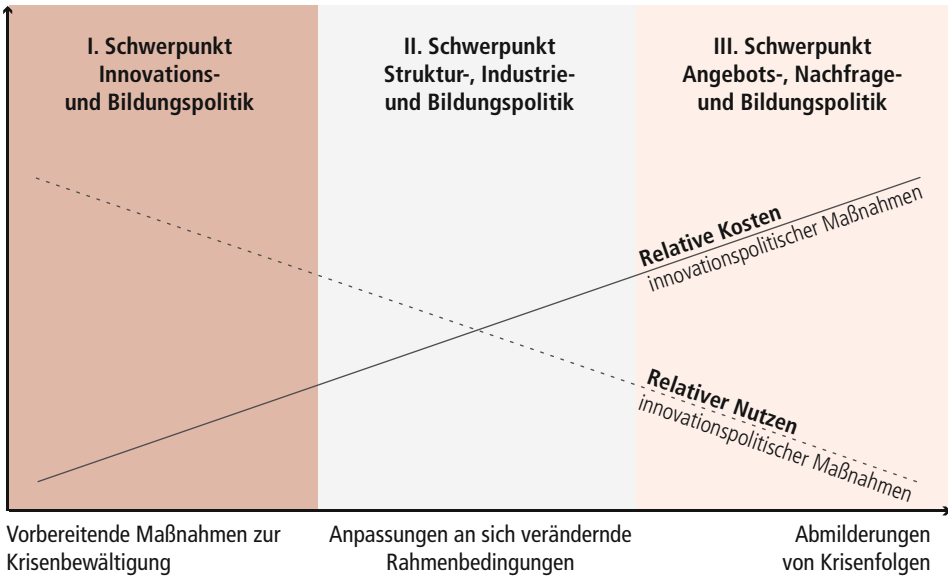 I. Schwerpunkt
Innovations-
und Bildungspolitik
II. Schwerpunkt
Struktur-, Industrie-
und Bildungspolitik
III. Schwerpunkt
Angebots-, Nachfrage-
und Bildungspolitik
Relative Kosten
innovationspolitischer Maßnahmen
Relativer Nutzen
innovationspolitischer Maßnahmen
Vorbereitende Maßnahmen zur
Krisenbewältigung
Anpassungen an sich verändernde
Rahmenbedingungen
Abmilderungen
von Krisenfolgen